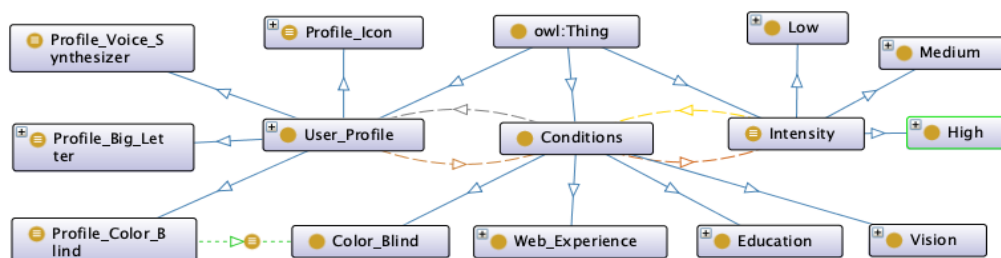 Profile_Voice_S
ynthesizer
Profile_Icon
owl:Thing
Low
Medium
Profile_Big_Let
ter
User_Profile
Conditions
Intensity
High
Profile_Color_B
lind
Color_Blind
Web_Experience
Education
Vision